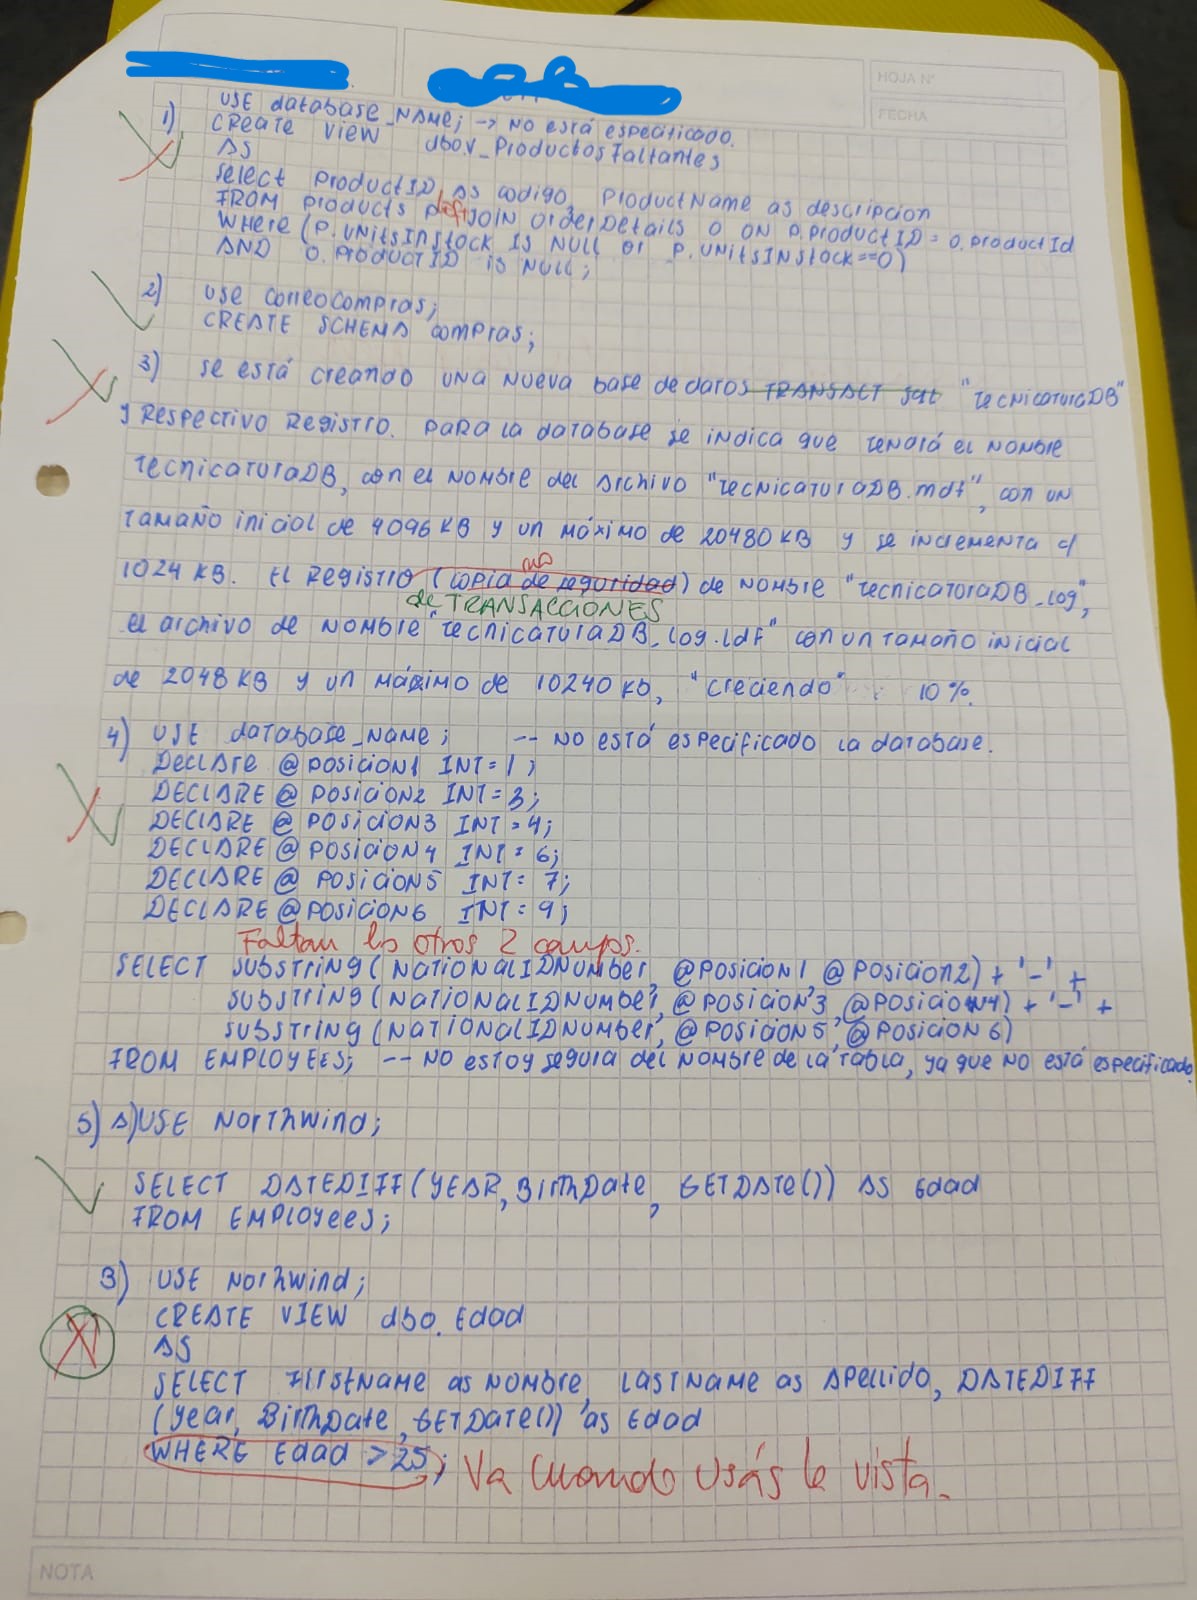 HOJA N°
FECHA
1) USE database_NAME; -> NO está especificado.
Create view dbo.v_ProductosFaltantes
AS
Select ProductID as codigo, ProductName as descripcion
FROM products p left JOIN OrderDetails O ON p.productID = o.productId
WHere (P.UNitsInstock IS NULL or p.UNitsINstock==0)
AND O.ProductID is NULL;
2) USE correoCompras;
CREATE SCHEMA compras;
3) Se está creando una nueva base de datos TRANSACT sql "tecnicaturaDB"
y Respectivo Registro. Para la database se indica que tendrá el nombre
tecnicaturaDB, con el nombre del archivo "tecnicaturaDB.mdf", con un
tamaño inicial de 4096 KB y un máximo de 20480 KB y se incrementa c/
no
1024 KB. El Registro (copia de seguridad) de nombre "tecnicaturaDB_log",
de TRANSACCIONES
el archivo de nombre "tecnicaturaDB_log.ldf" con un tamaño inicial
de 2048 KB y un máximo de 10240 KB, "creciendo" 10%.
4) USE database_name; -- NO está especificado la database.
Declare @posicion1 INT=1;
DECLARE @posicion2 INT=3;
DECLARE @posicion3 INT=4;
DECLARE @posicion4 INT=6;
DECLARE @posicion5 INT=7;
DECLARE @posicion6 INT=9;
Faltan los otros 2 campos.
SELECT substring(NationalIDNumber, @posicion1 @posicion2) + '-' +
substring(NationalIDNumber, @posicion3, @posicion4) + '-' +
substring(NationalIDNumber, @posicion5, @posicion6)
FROM EMPLOYEES; -- NO estoy segura del nombre de la tabla, ya que no está especificado.
5) A) USE Northwind;
SELECT DATEDIFF(YEAR, BirthDate, GETDATE()) AS Edad
FROM Employees;
B) USE Northwind;
CREATE VIEW dbo.Edad
AS
SELECT FirstName as Nombre, LastName as Apellido, DATEDIFF
(year, BirthDate, GETDATE()) as Edad
WHERE Edad > 25; Va cuando usás la vista.
NOTA